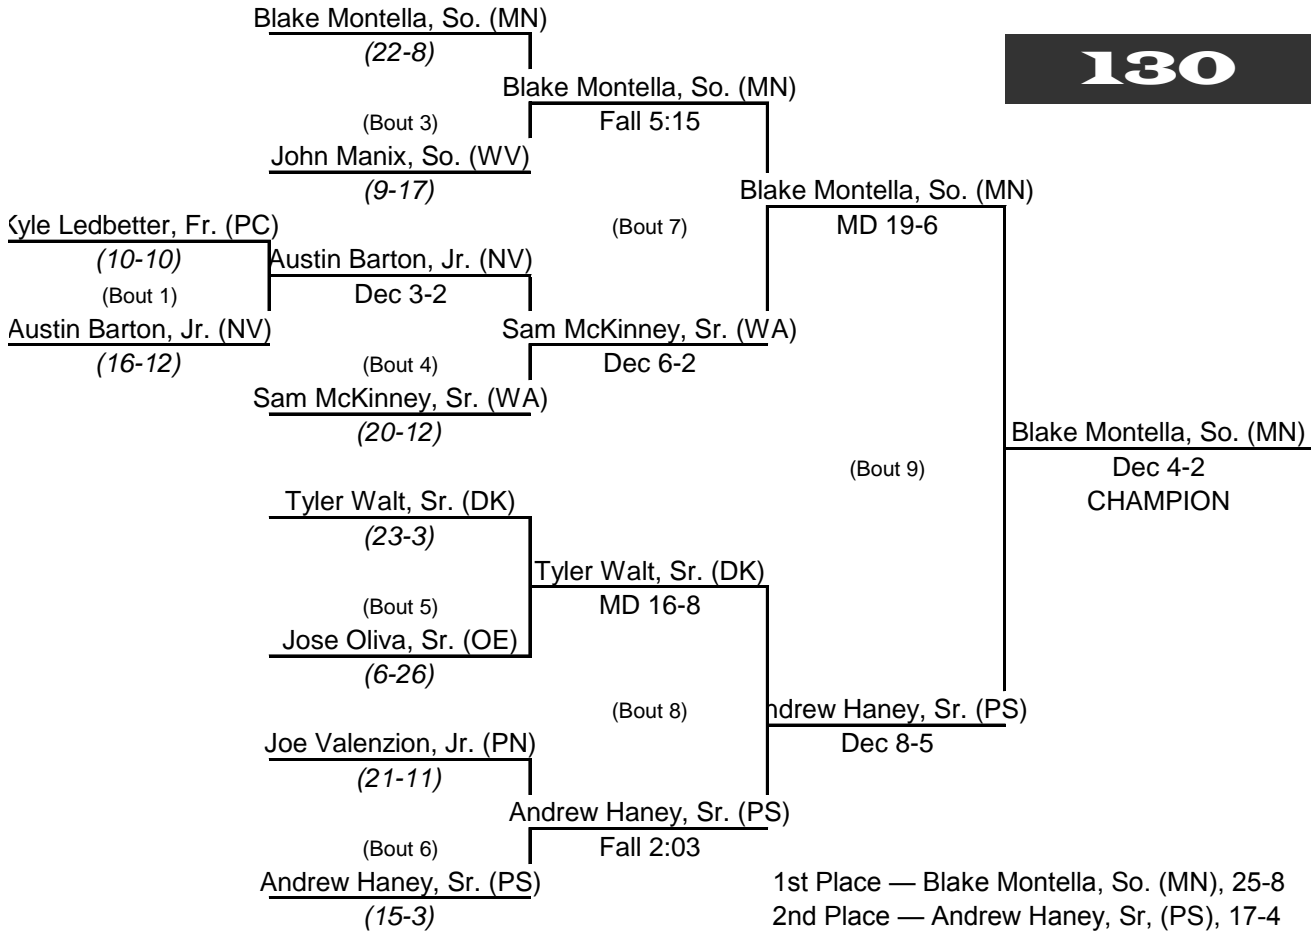 Blake Montella, So. (MN)
(22-8)
130
Blake Montella, So. (MN)
Fall 5:15
(Bout 3)
John Manix, So. (WV)
(9-17)
Blake Montella, So. (MN)
MD 19-6
Kyle Ledbetter, Fr. (PC)
(10-10)
(Bout 7)
Austin Barton, Jr. (NV)
Dec 3-2
(Bout 1)
Austin Barton, Jr. (NV)
(16-12)
Sam McKinney, Sr. (WA)
Dec 6-2
(Bout 4)
Sam McKinney, Sr. (WA)
(20-12)
Blake Montella, So. (MN)
Dec 4-2
CHAMPION
(Bout 9)
Tyler Walt, Sr. (DK)
(23-3)
Tyler Walt, Sr. (DK)
MD 16-8
(Bout 5)
Jose Oliva, Sr. (OE)
(6-26)
(Bout 8)
ndrew Haney, Sr. (PS)
Dec 8-5
Joe Valenzion, Jr. (PN)
(21-11)
Andrew Haney, Sr. (PS)
Fall 2:03
(Bout 6)
Andrew Haney, Sr. (PS)
(15-3)
1st Place — Blake Montella, So. (MN), 25-8
2nd Place — Andrew Haney, Sr, (PS), 17-4